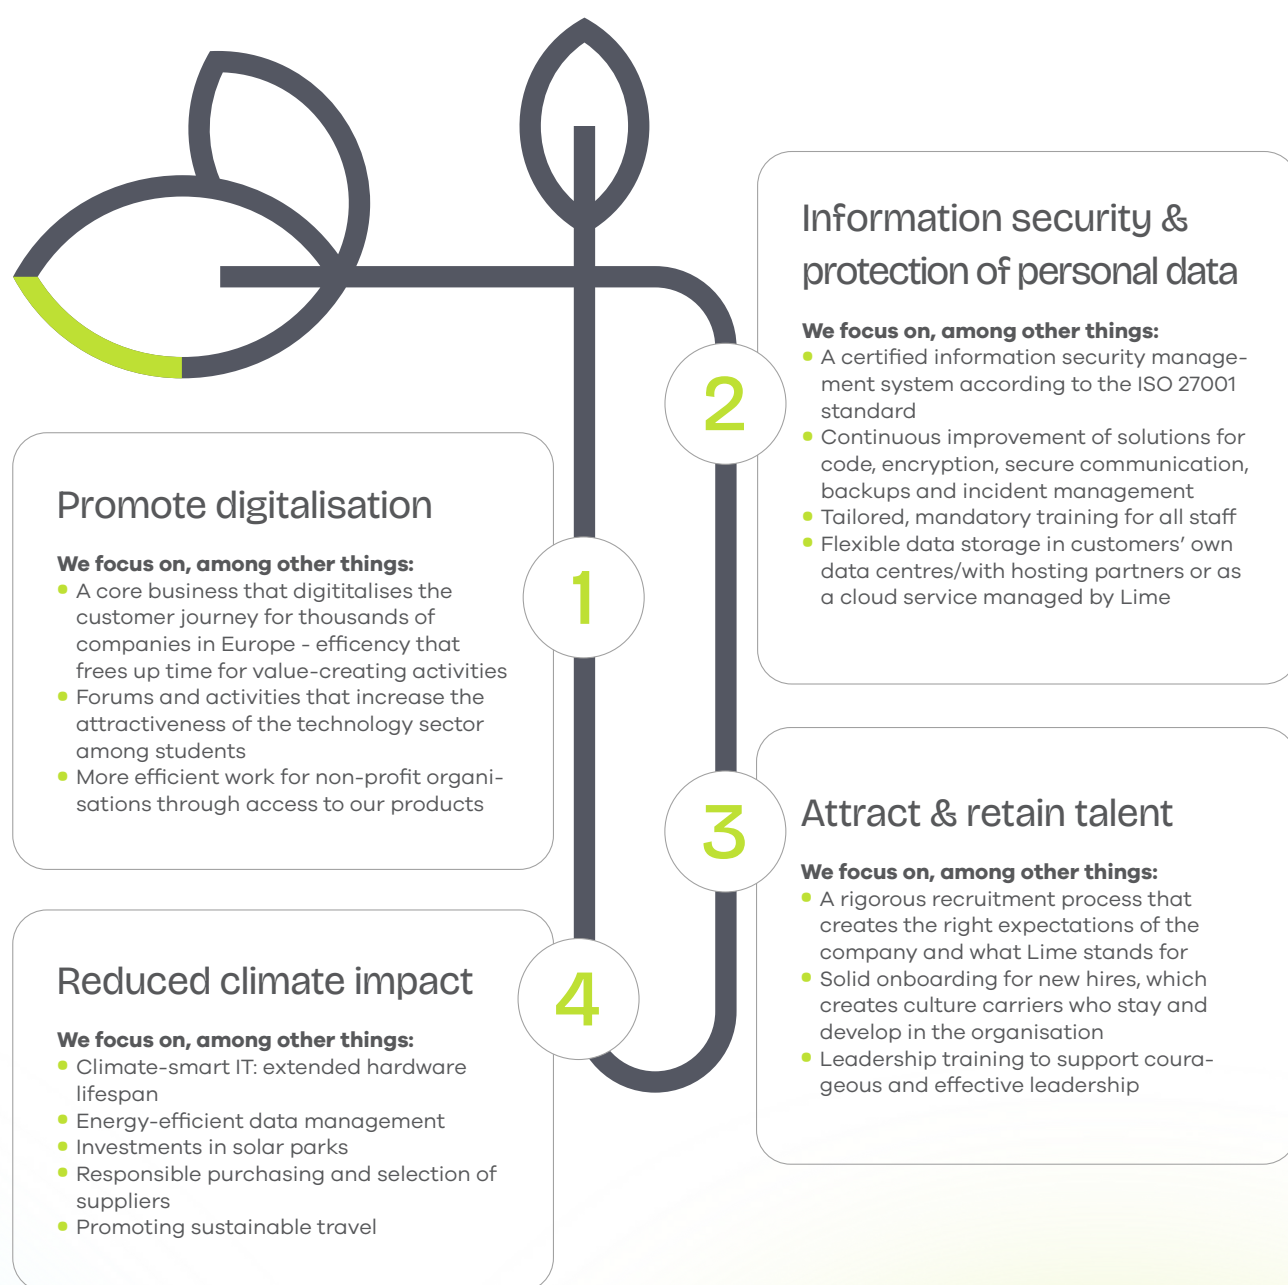 1
Promote digitalisation
We focus on, among other things:
• A core business that digititalises the
customer journey for thousands of
companies in Europe - efficency that
frees up time for value-creating activities
• Forums and activities that increase the
attractiveness of the technology sector
among students
• More efficient work for non-profit organi-
sations through access to our products
2
Information security &
protection of personal data
We focus on, among other things:
• A certified information security manage-
ment system according to the ISO 27001
standard
• Continuous improvement of solutions for
code, encryption, secure communication,
backups and incident management
• Tailored, mandatory training for all staff
• Flexible data storage in customers’ own
data centres/with hosting partners or as
a cloud service managed by Lime
3
Attract & retain talent
We focus on, among other things:
• A rigorous recruitment process that
creates the right expectations of the
company and what Lime stands for
• Solid onboarding for new hires, which
creates culture carriers who stay and
develop in the organisation
• Leadership training to support coura-
geous and effective leadership
4
Reduced climate impact
We focus on, among other things:
• Climate-smart IT: extended hardware
lifespan
• Energy-efficient data management
• Investments in solar parks
• Responsible purchasing and selection of
suppliers
• Promoting sustainable travel